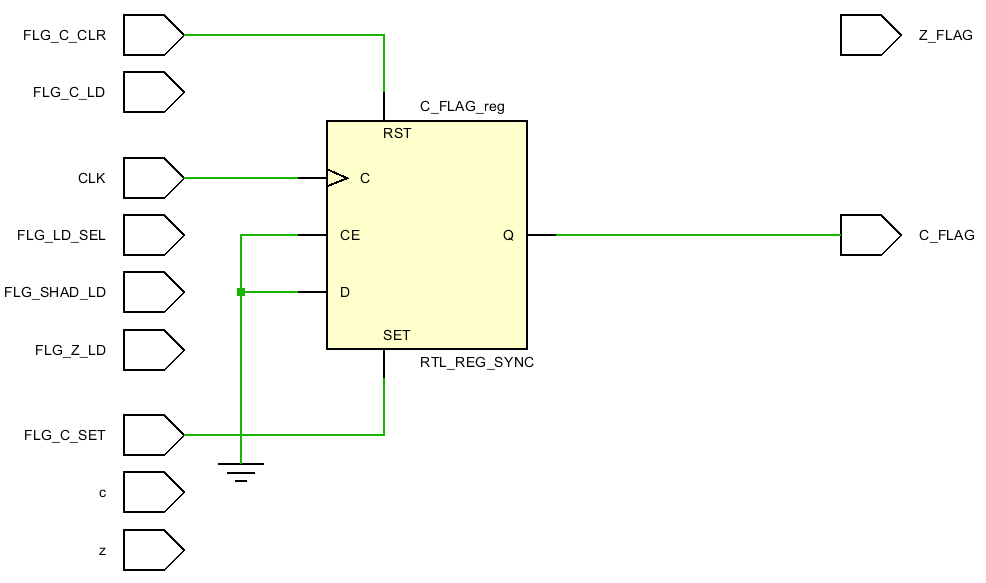 FLG_C_CLR
FLG_C_LD
CLK
FLG_LD_SEL
FLG_SHAD_LD
FLG_Z_LD
FLG_C_SET
c
z
C_FLAG_reg
RST
C
CE
Q
D
SET
RTL_REG_SYNC
Z_FLAG
C_FLAG